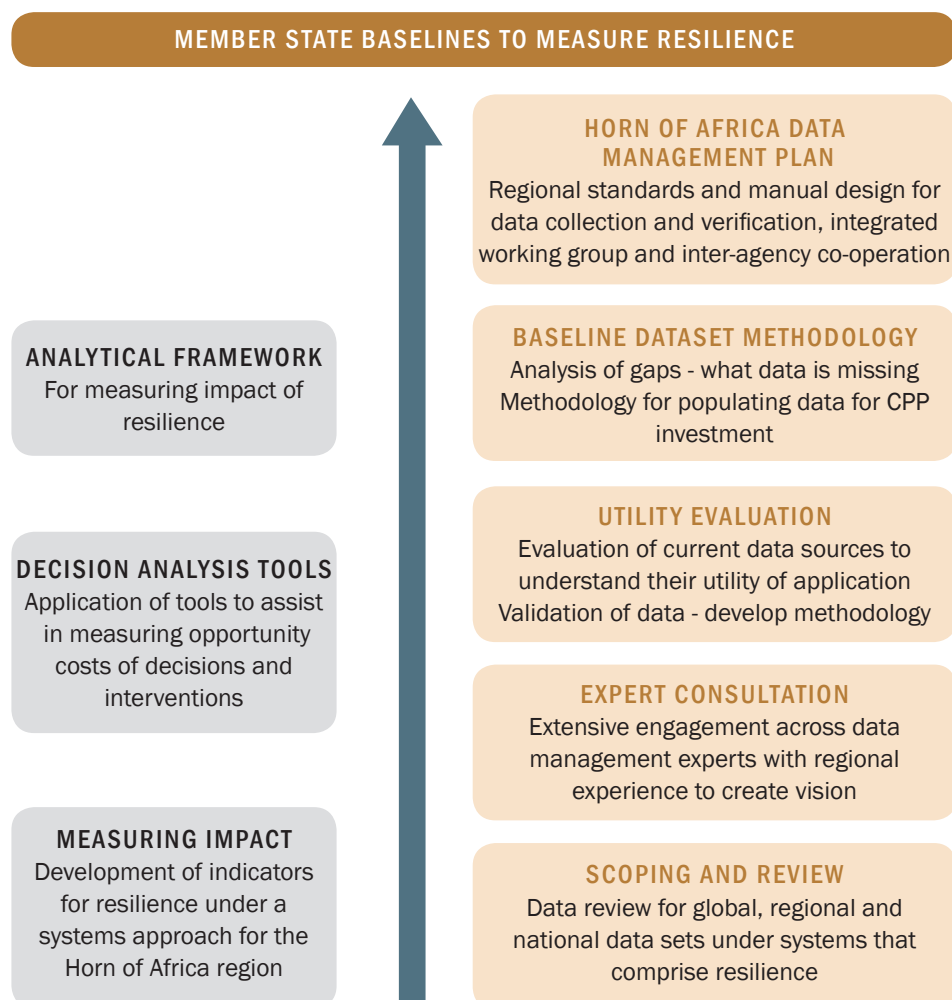 MEMBER STATE BASELINES TO MEASURE RESILIENCE
HORN OF AFRICA DATA
MANAGEMENT PLAN
Regional standards and manual design for
data collection and verification, integrated
working group and inter-agency co-operation
ANALYTICAL FRAMEWORK
For measuring impact of
resilience
BASELINE DATASET METHODOLOGY
Analysis of gaps - what data is missing
Methodology for populating data for CPP
investment
DECISION ANALYSIS TOOLS
Application of tools to assist
in measuring opportunity
costs of decisions and
interventions
UTILITY EVALUATION
Evaluation of current data sources to
understand their utility of application
Validation of data - develop methodology
EXPERT CONSULTATION
Extensive engagement across data
management experts with regional
experience to create vision
MEASURING IMPACT
Development of indicators
for resilience under a
systems approach for the
Horn of Africa region
SCOPING AND REVIEW
Data review for global, regional and
national data sets under systems that
comprise resilience